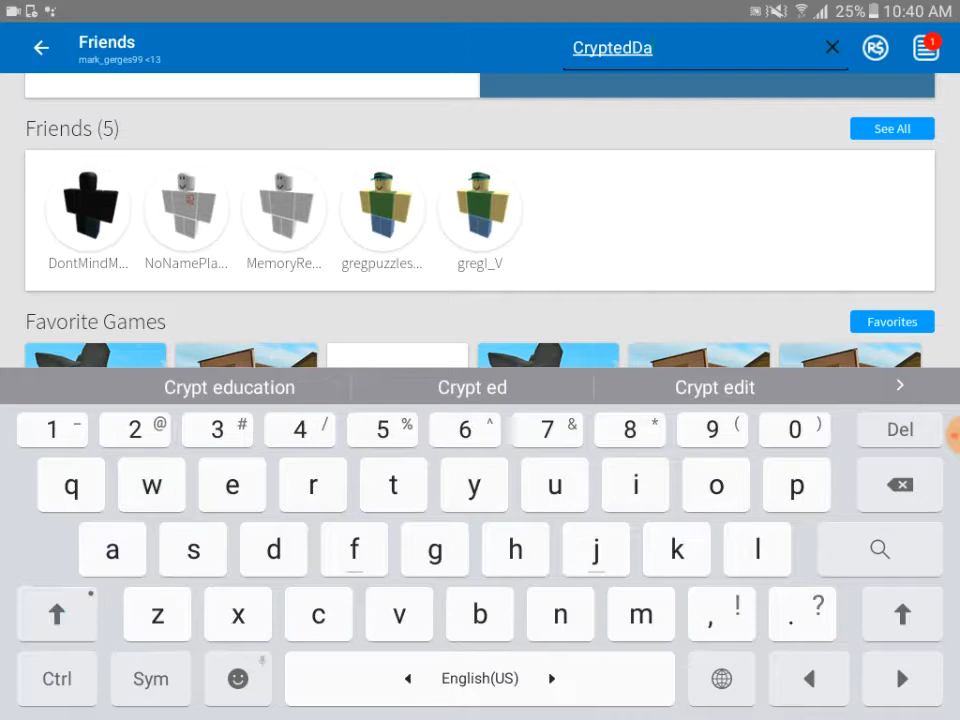 25% 10:40 AM
Friends
mark_gerges99 <13
CryptedDa
R$
1
Friends (5)
See All
DontMindM... NoNamePla... MemoryRe... gregpuzzles... gregl_V
Favorite Games
Favorites
Crypt education Crypt ed Crypt edit >
1 - 2 @ 3 # 4 / 5 % 6 ^ 7 & 8 * 9 ( 0 ) Del
q w e r t y u i o p
a s d f g h j k l
z x c v b n m , ! . ?
Ctrl Sym English(US)